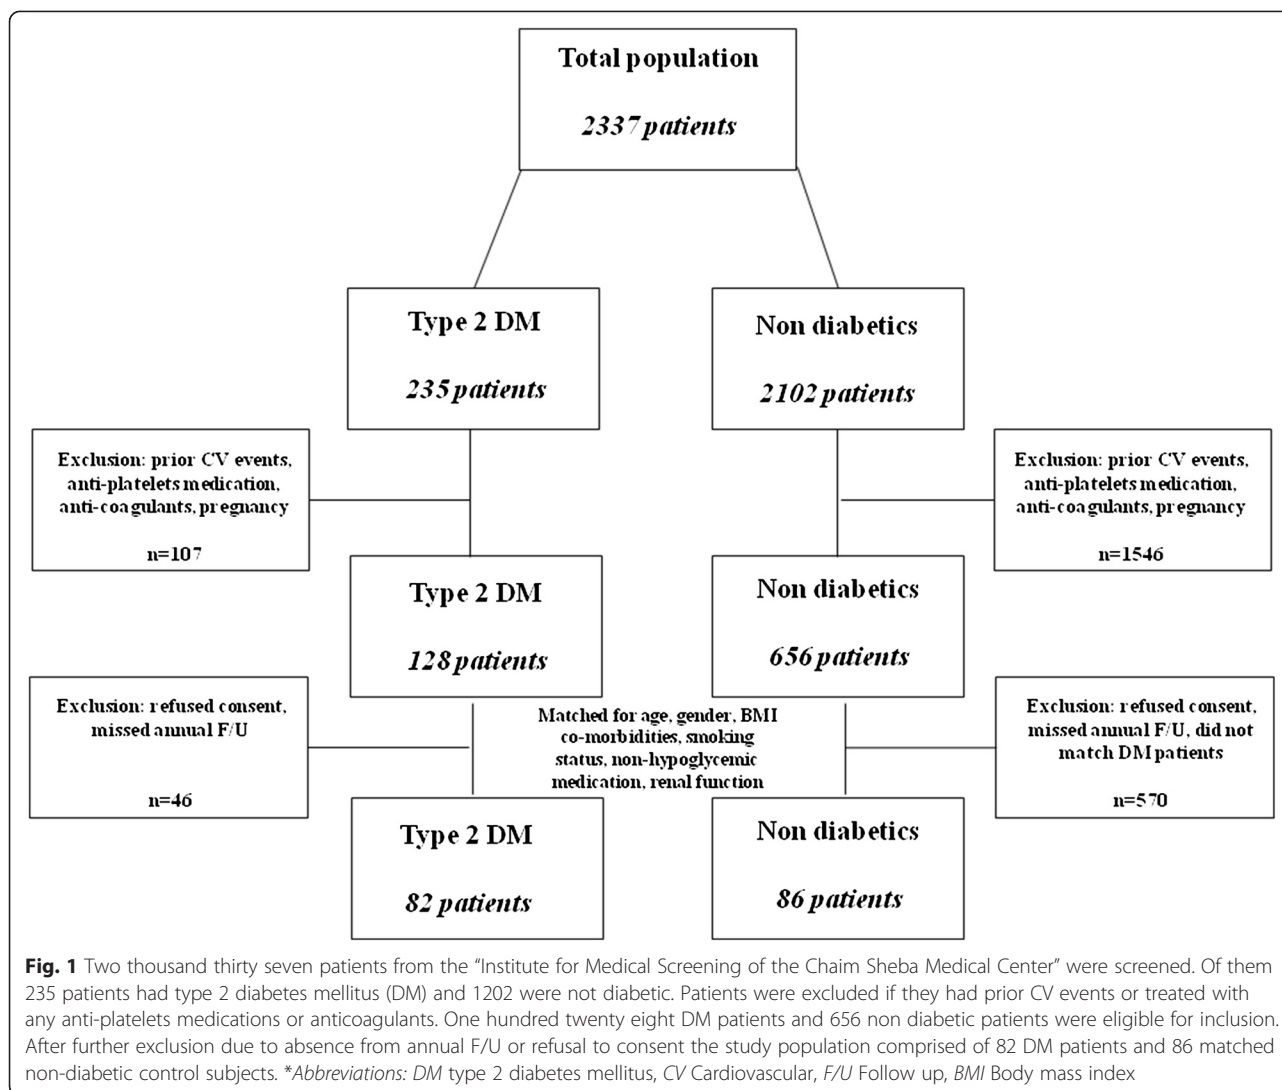 Total population
2337 patients
Type 2 DM
235 patients
Non diabetics
2102 patients
Exclusion: prior CV events,
anti-platelets medication,
anti-coagulants, pregnancy
n=107
Exclusion: prior CV events,
anti-platelets medication,
anti-coagulants, pregnancy
n=1546
Type 2 DM
128 patients
Non diabetics
656 patients
Exclusion: refused consent,
missed annual F/U
n=46
Matched for age, gender, BMI
co-morbidities, smoking
status, non-hypoglycemic
medication, renal function
Exclusion: refused consent,
missed annual F/U, did not
match DM patients
n=570
Type 2 DM
82 patients
Non diabetics
86 patients
Fig. 1 Two thousand thirty seven patients from the “Institute for Medical Screening of the Chaim Sheba Medical Center” were screened. Of them
235 patients had type 2 diabetes mellitus (DM) and 1202 were not diabetic. Patients were excluded if they had prior CV events or treated with
any anti-platelets medications or anticoagulants. One hundred twenty eight DM patients and 656 non diabetic patients were eligible for inclusion.
After further exclusion due to absence from annual F/U or refusal to consent the study population comprised of 82 DM patients and 86 matched
non-diabetic control subjects. *Abbreviations: DM type 2 diabetes mellitus, CV Cardiovascular, F/U Follow up, BMI Body mass index